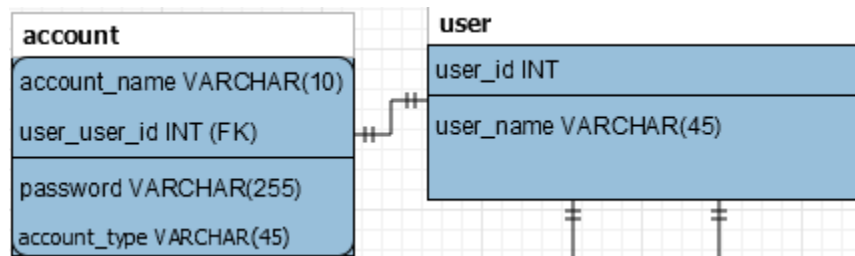 account
account_name VARCHAR(10)
user_user_id INT (FK)
password VARCHAR(255)
account_type VARCHAR(45)
user
user_id INT
user_name VARCHAR(45)